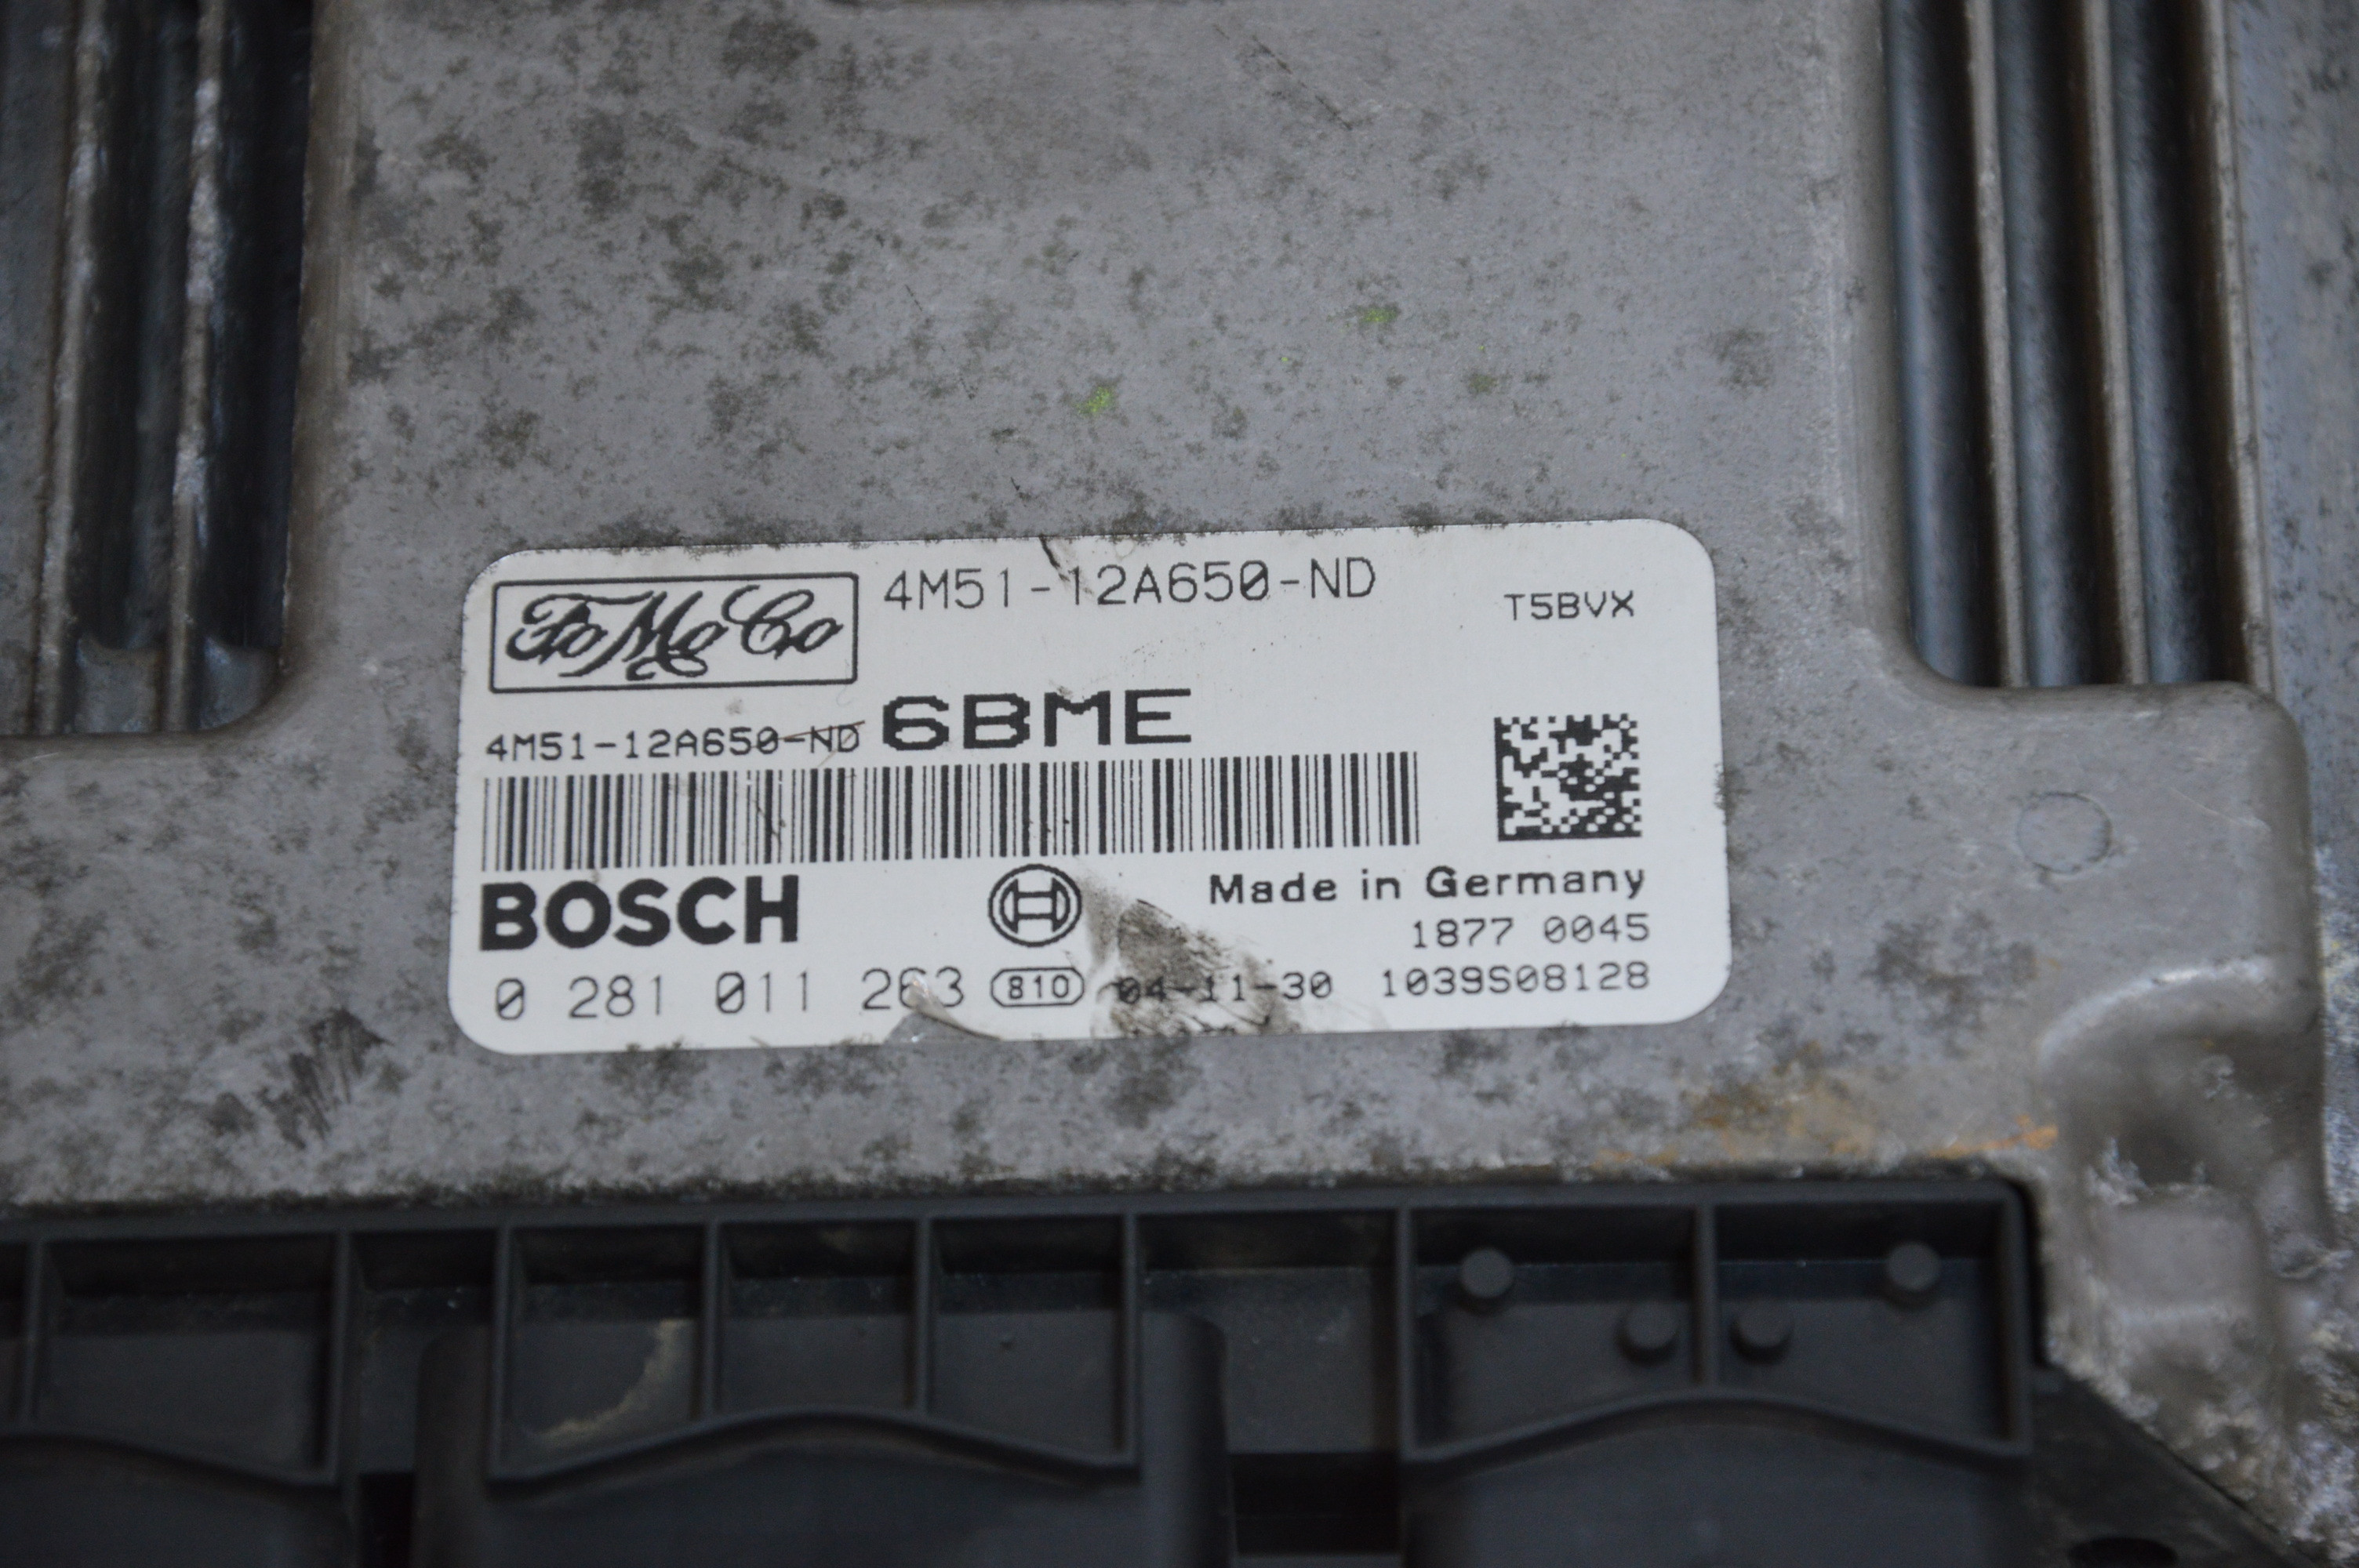 FoMoCo 4M51-12A650-ND T5BVX
4M51-12A650-ND 6BME
BOSCH Made in Germany
1877 0045
0 281 011 263 810 04-11-30 1039S08128